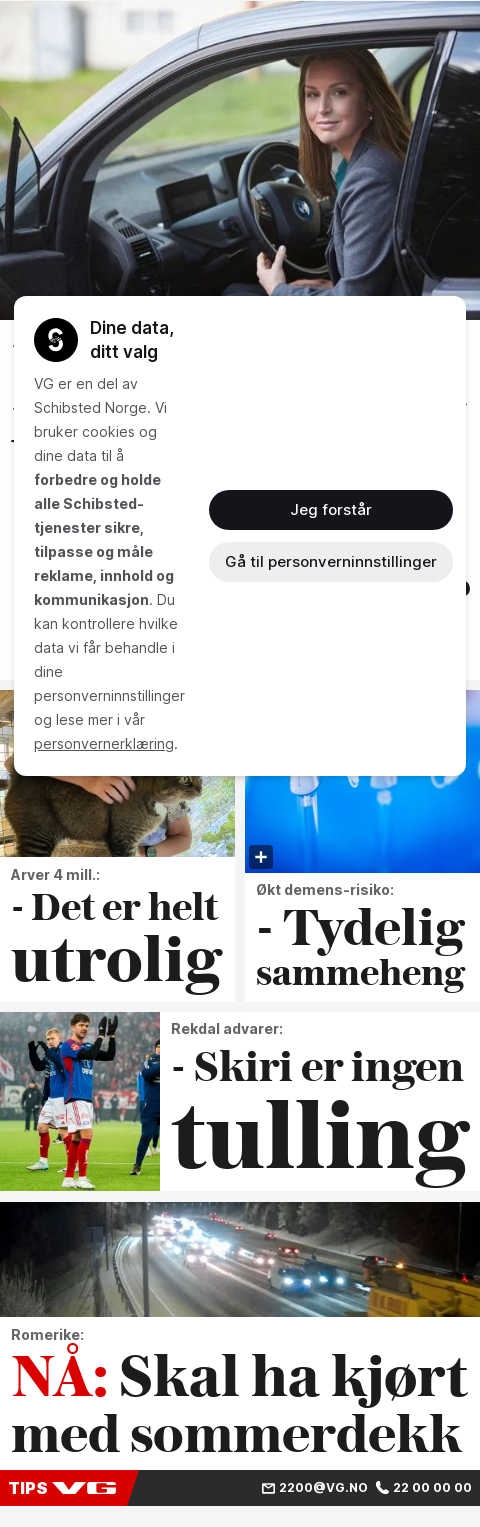 Dine data,
ditt valg
VG er en del av
Schibsted Norge. Vi
bruker cookies og
dine data til å
forbedre og holde
alle Schibsted-
tjenester sikre,
tilpasse og måle
reklame, innhold og
kommunikasjon. Du
kan kontrollere hvilke
data vi får behandle i
dine
personverninnstillinger
og lese mer i vår
personvernerklæring.
Jeg forstår
Gå til personverninnstillinger
Arver 4 mill.:
- Det er helt
utrolig
Økt demens-risiko:
- Tydelig
sammeheng
Rekdal advarer:
- Skiri er ingen
tulling
Romerike:
NÅ: Skal ha kjørt
med sommerdekk
TIPS VG 2200@VG.NO 22 00 00 00